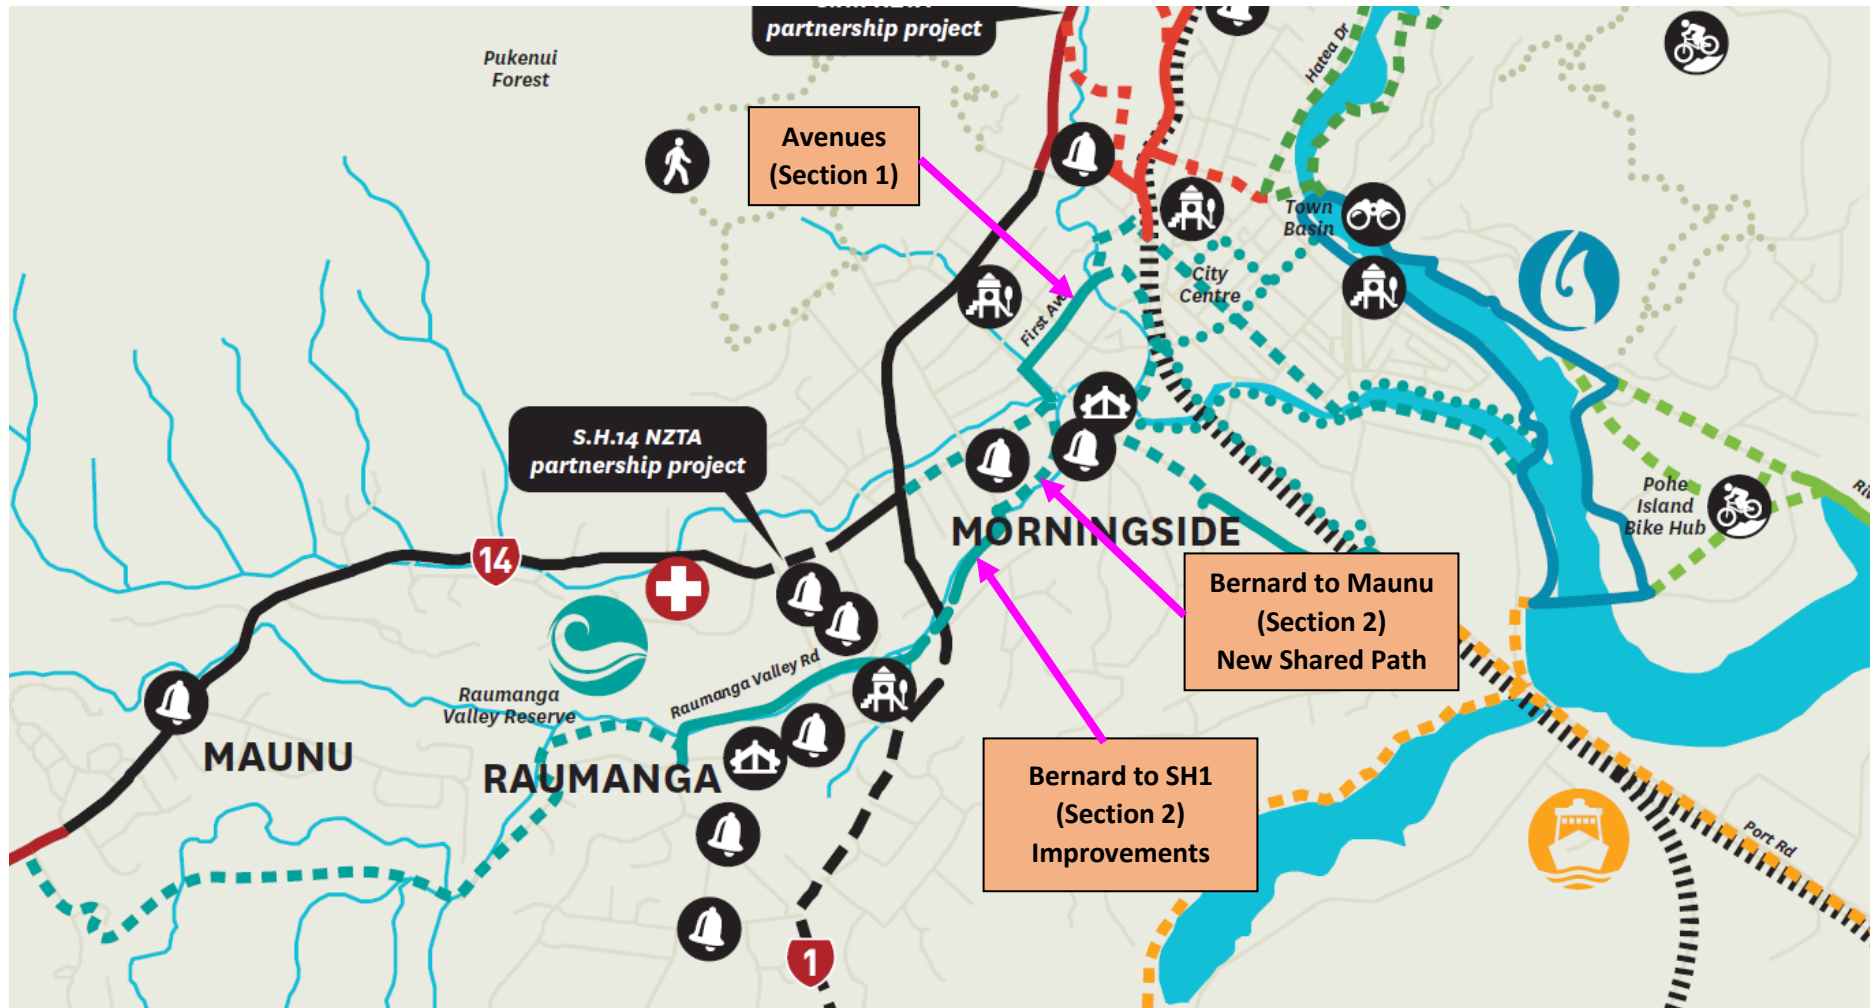 partnership project
Pukenui
Forest
Hatea Dr
Avenues
(Section 1)
Town
Basin
City
Centre
First Ave
S.H.14 NZTA
partnership project
14
MORNINGSIDE
Pohe
Island
Bike Hub
Bernard to Maunu
(Section 2)
New Shared Path
Raumanga Valley Rd
Raumanga
Valley Reserve
MAUNU
RAUMANGA
Bernard to SH1
(Section 2)
Improvements
Port Rd
1